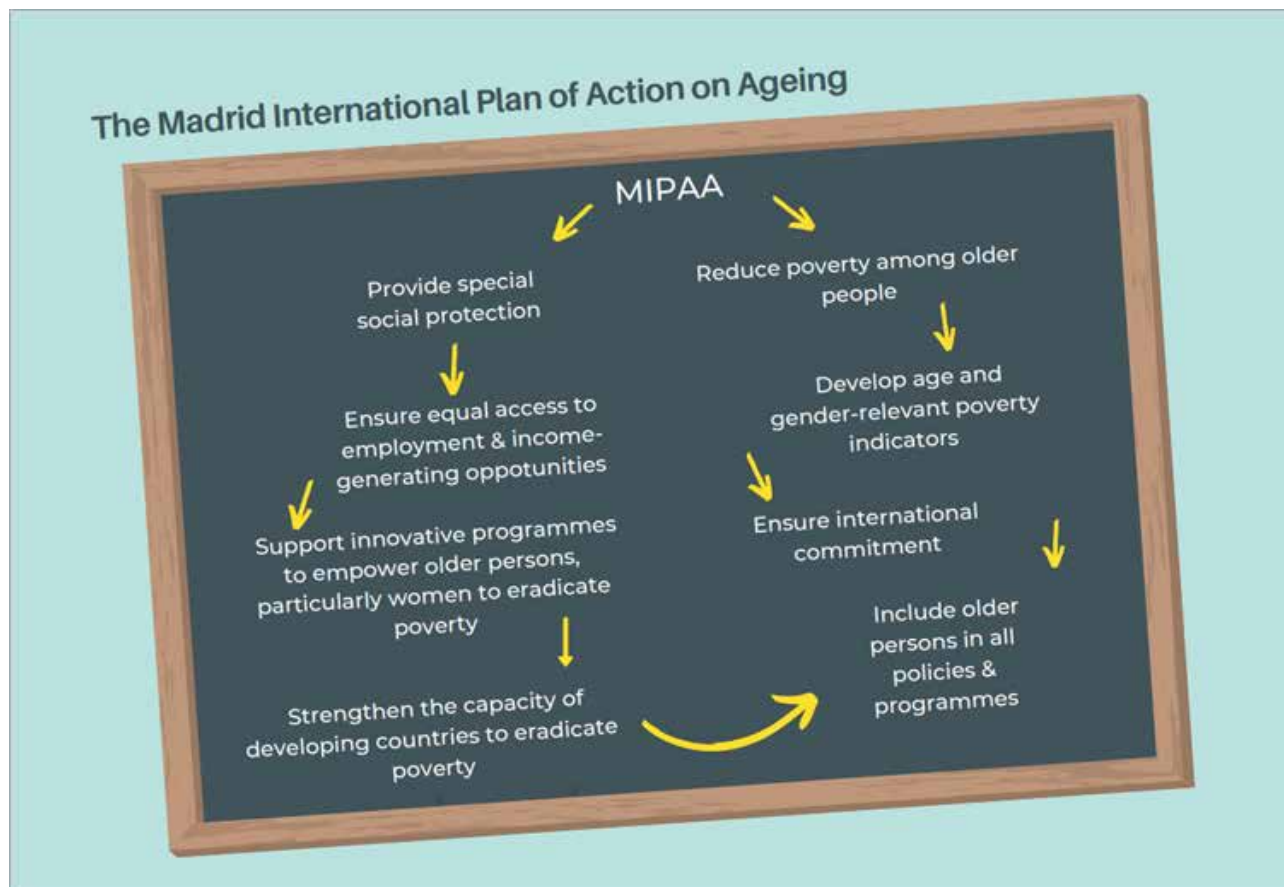 The Madrid International Plan of Action on Ageing
MIPAA
Provide special
social protection
Ensure equal access to
employment & income-
generating oppotunities
Support innovative programmes
to empower older persons,
particularly women to eradicate
poverty
Strengthen the capacity of
developing countries to eradicate
poverty
Reduce poverty among older
people
Develop age and
gender-relevant poverty
indicators
Ensure international
commitment
Include older
persons in all
policies &
programmes